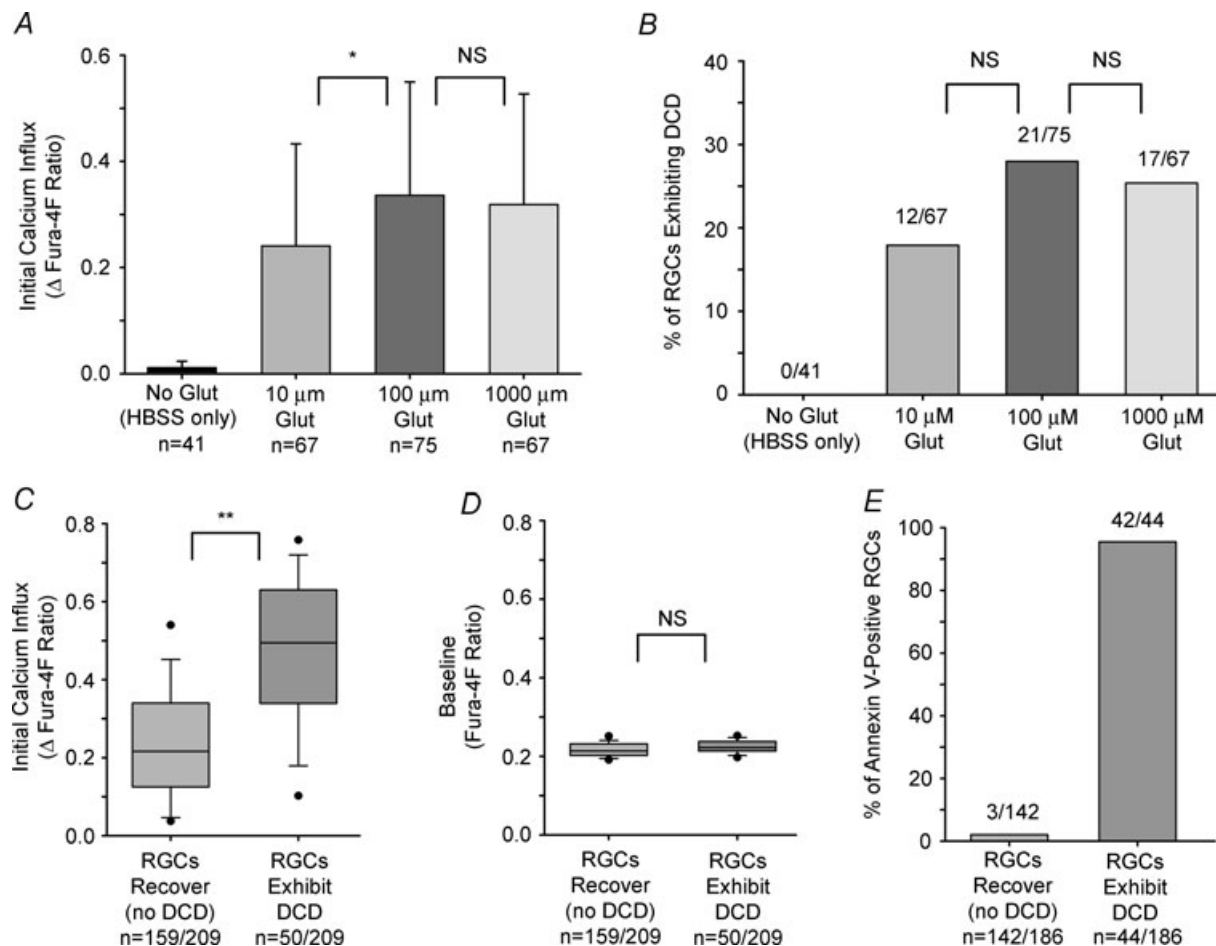 A
Initial Calcium Influx
(Δ Fura-4F Ratio)
0.6
0.4
0.2
0.0
*
NS
No Glut
(HBSS only)
n=41
10 μm
Glut
n=67
100 μm
Glut
n=75
1000 μm
Glut
n=67
B
% of RGCs Exhibiting DCD
40
30
20
10
0
NS
NS
0/41
12/67
21/75
17/67
No Glut
(HBSS only)
10 μM
Glut
100 μM
Glut
1000 μM
Glut
C
Initial Calcium Influx
(Δ Fura-4F Ratio)
0.8
0.6
0.4
0.2
0.0
**
RGCs
Recover
(no DCD)
n=159/209
RGCs
Exhibit
DCD
n=50/209
D
Baseline
(Fura-4F Ratio)
0.8
0.6
0.4
0.2
0.0
NS
RGCs
Recover
(no DCD)
n=159/209
RGCs
Exhibit
DCD
n=50/209
E
% of Annexin V-Positive RGCs
100
80
60
40
20
0
3/142
42/44
RGCs
Recover
(no DCD)
n=142/186
RGCs
Exhibit
DCD
n=44/186